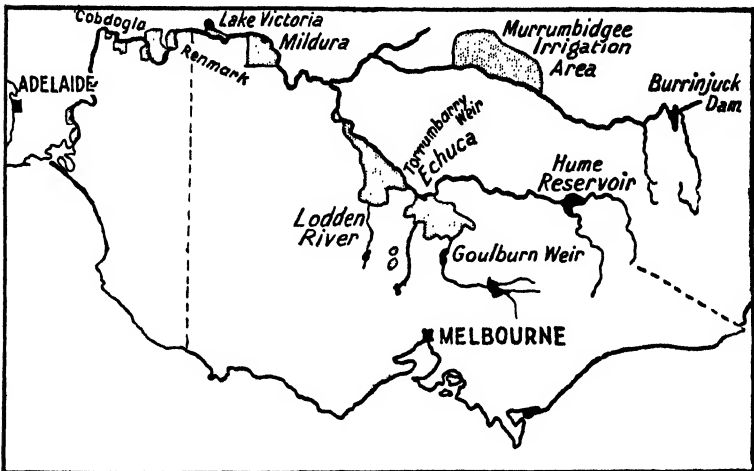 Cobdogla
Lake Victoria
Mildura
Renmark
ADELAIDE
Murrumbidgee
Irrigation
Area
Burrinjuck
Dam
Torrumbarry Weir
Echuca
Hume
Reservoir
Lodden
River
Goulburn Weir
MELBOURNE